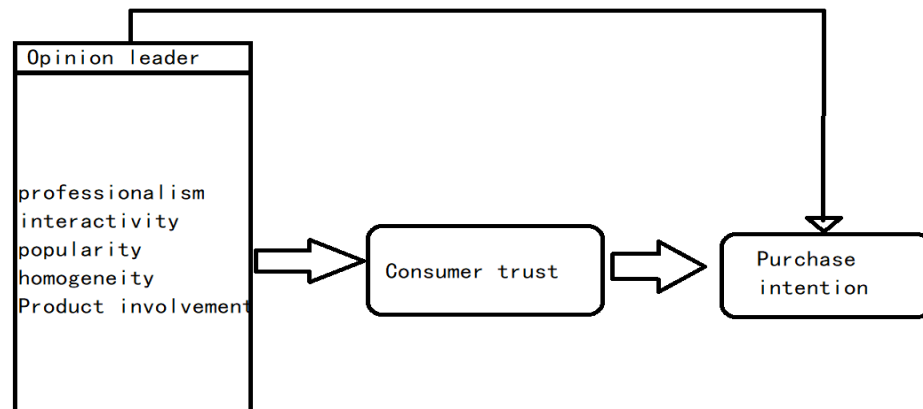 Opinion leader
professionalism
interactivity
popularity
homogeneity
Product involvement
Consumer trust
Purchase
intention